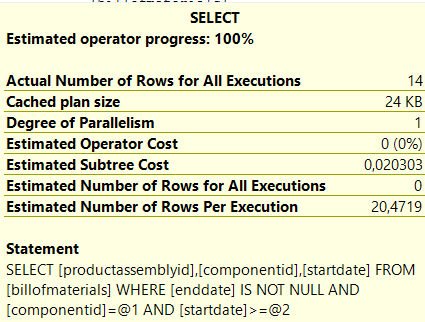 SELECT
Estimated operator progress: 100%
Actual Number of Rows for All Executions 14
Cached plan size 24 KB
Degree of Parallelism 1
Estimated Operator Cost 0 (0%)
Estimated Subtree Cost 0,020303
Estimated Number of Rows for All Executions 0
Estimated Number of Rows Per Execution 20,4719
Statement
SELECT [productassemblyid],[componentid],[startdate] FROM
[billofmaterials] WHERE [enddate] IS NOT NULL AND
[componentid]=@1 AND [startdate]>=@2